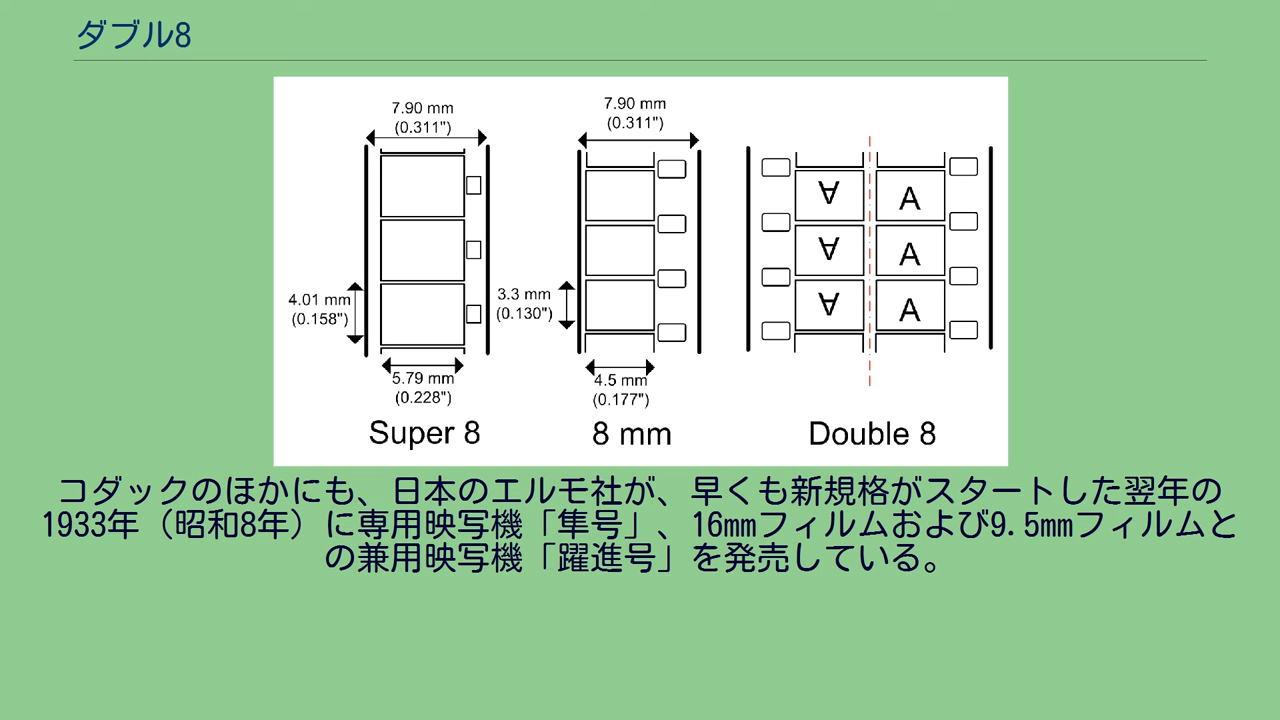 ダブル8
7.90 mm
(0.311")
7.90 mm
(0.311")
∀
A
∀
A
∀
A
4.01 mm
(0.158")
3.3 mm
(0.130")
5.79 mm
(0.228")
4.5 mm
(0.177")
Super 8
8 mm
Double 8
コダックのほかにも、日本のエルモ社が、早くも新規格がスタートした翌年の
1933年（昭和8年）に専用映写機「隼号」、16mmフィルムおよび9.5mmフィルムと
の兼用映写機「躍進号」を発売している。